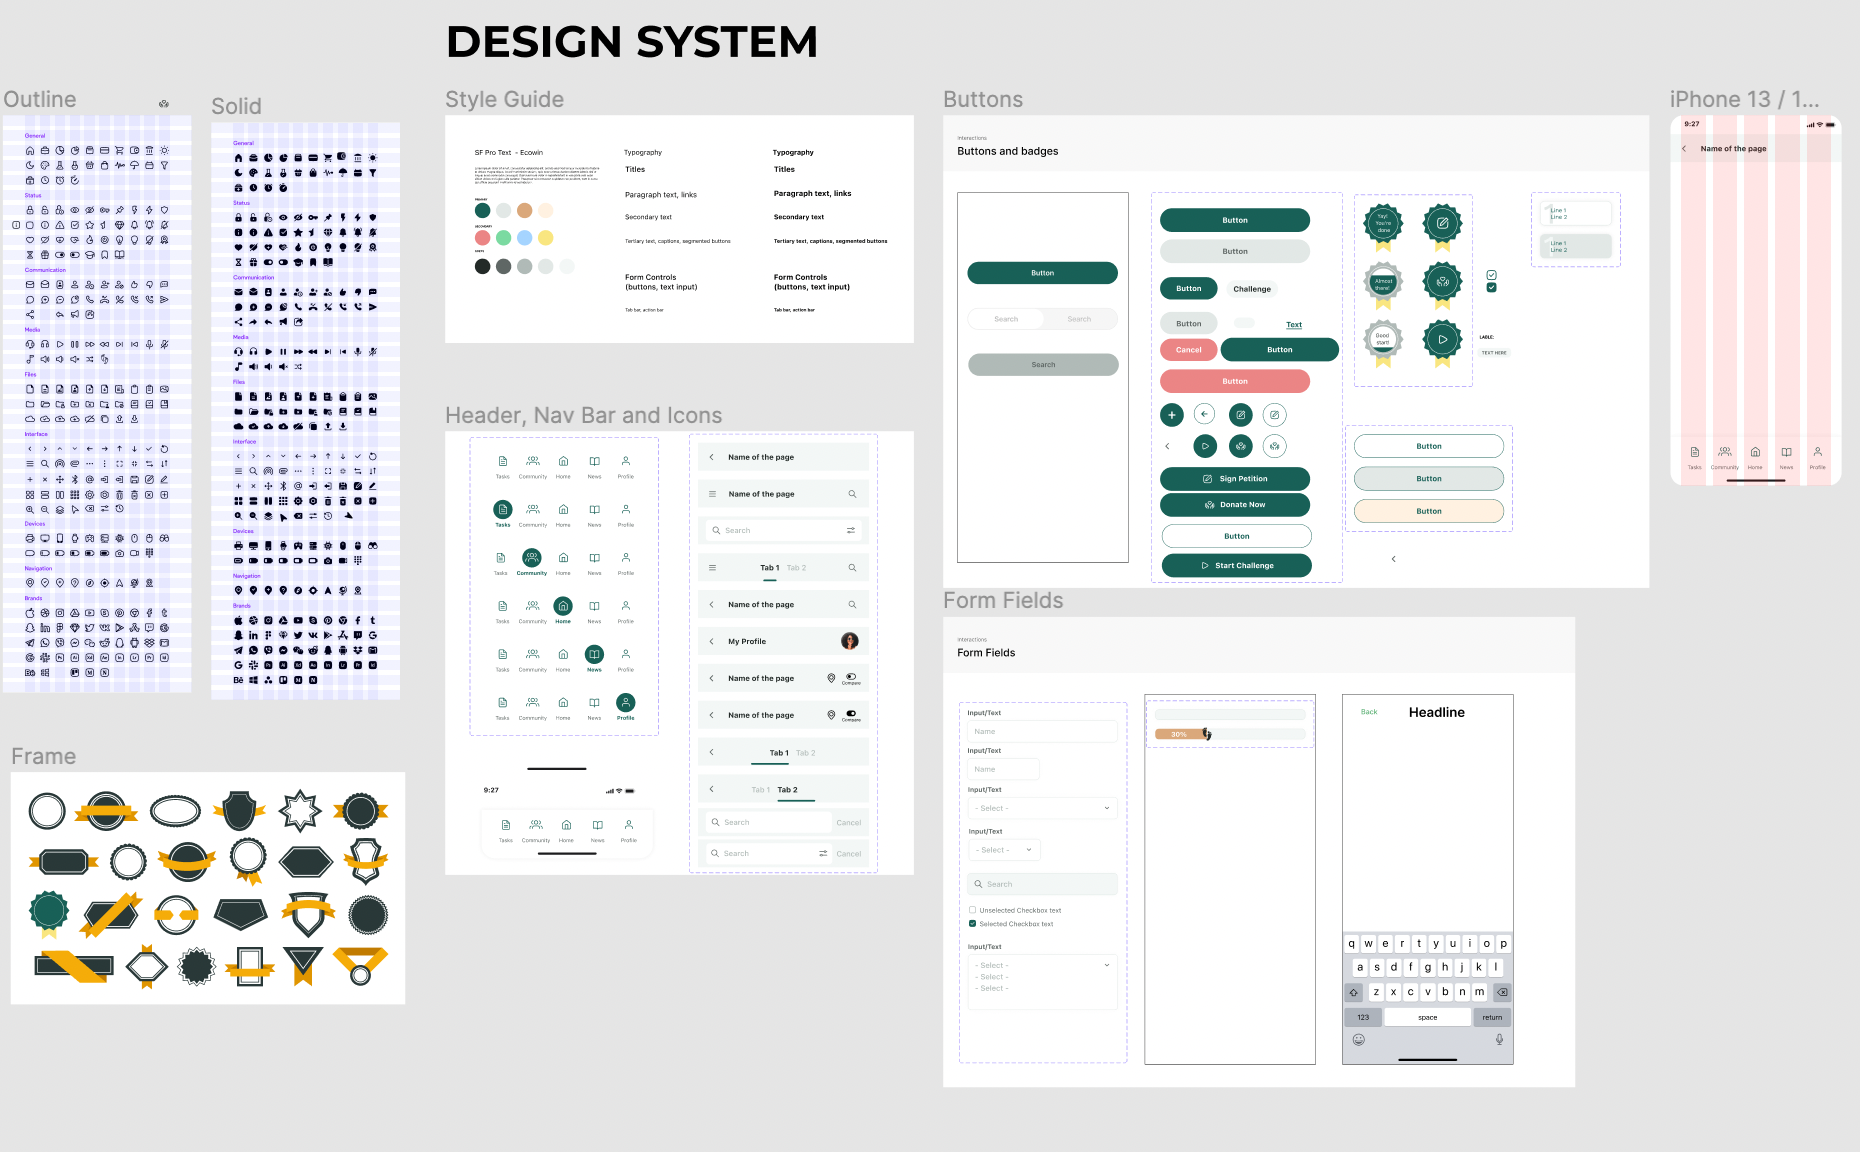 DESIGN SYSTEM
Outline
General
Status
Communication
Media
Files
Interface
Devices
Navigation
Brands
Solid
General
Status
Communication
Media
Files
Interface
Devices
Navigation
Brands
Frame
Style Guide
SF Pro Text - Ecowin
Typography
Titles
Paragraph text, links
Secondary text
Tertiary text, captions, segmented buttons
Form Controls
(buttons, text input)
Tab bar, action bar
Typography
Titles
Paragraph text, links
Secondary text
Tertiary text, captions, segmented buttons
Form Controls
(buttons, text input)
Tab bar, action bar
Header, Nav Bar and Icons
Tasks Community Home News Profile
Tasks Community Home News Profile
Tasks Community Home News Profile
Tasks Community Home News Profile
Tasks Community Home News Profile
Tasks Community Home News Profile
9:27
Tasks Community Home News Profile
Name of the page
Name of the page
Search
Tab 1 Tab 2
Name of the page
My Profile
Name of the page
Compare
Name of the page
Compare
Tab 1 Tab 2
Tab 1 Tab 2
Search Cancel
Search Cancel
Buttons
Interactions
Buttons and badges
Button
Search Search
Search
Button
Button
Button Challenge
Button Text
Cancel Button
Button
Sign Petition
Donate Now
Button
Start Challenge
Yay!
You're
done
Almost
there!
Good
start!
LABLE:
TEXT HERE
Line 1
Line 2
Line 1
Line 2
Button
Button
Button
Form Fields
Interactions
Form Fields
Input/Text
Name
Input/Text
Name
Input/Text
- Select -
Input/Text
- Select -
Search
Unselected Checkbox text
Selected Checkbox text
Input/Text
- Select -
- Select -
- Select -
30%
Back Headline
q w e r t y u i o p
a s d f g h j k l
z x c v b n m
123 space return
iPhone 13 / 1...
9:27
Name of the page
Tasks Community Home News Profile